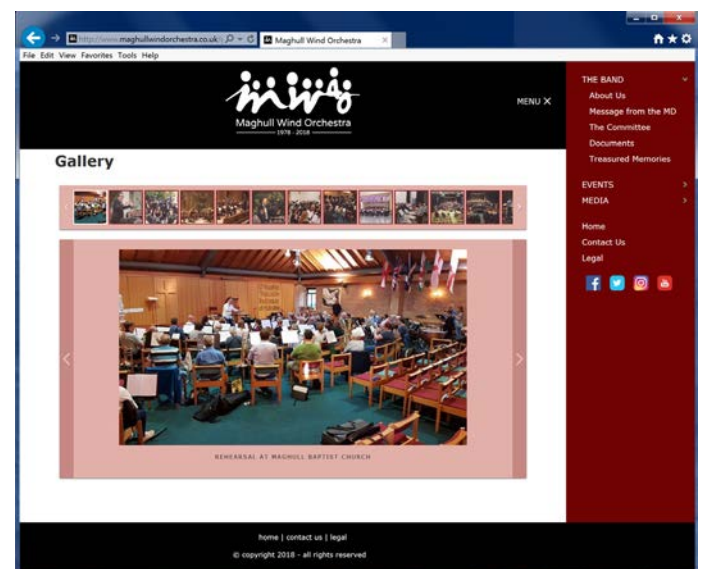 http://www.maghullwindorchestra.co.uk/
Maghull Wind Orchestra
File Edit View Favorites Tools Help
mwo
Maghull Wind Orchestra
1978 - 2018
MENU X
THE BAND
About Us
Message from the MD
The Committee
Documents
Treasured Memories
EVENTS
MEDIA
Home
Contact Us
Legal
Gallery
REHEARSAL AT MAGHULL BAPTIST CHURCH
home | contact us | legal
© copyright 2018 - all rights reserved